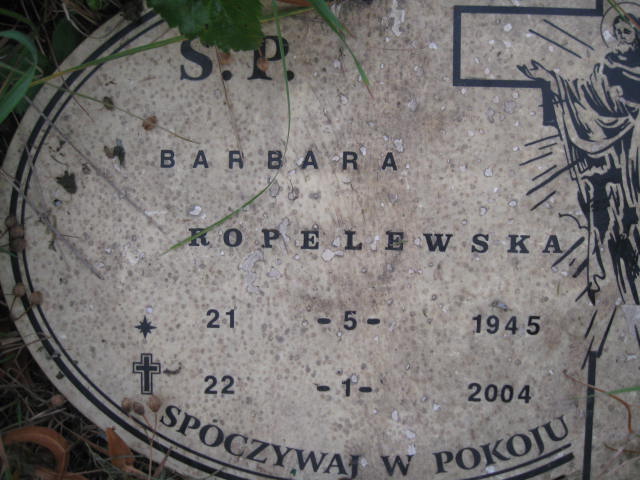 S.P.
BARBARA
ROPELEWSKA
21 -5- 1945
22 -1- 2004
SPOCZYWAJ W POKOJU